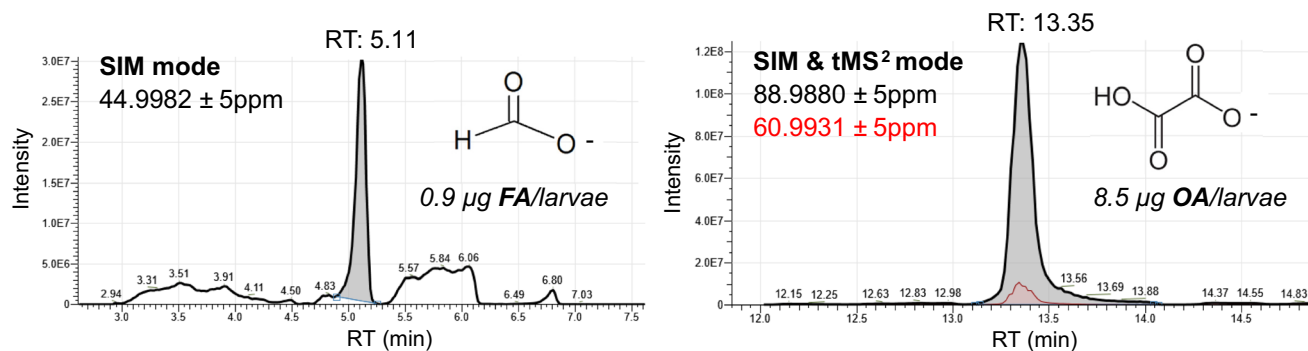 RT: 5.11
SIM mode
44.9982 ± 5ppm
O
H
O -
0.9 µg FA/larvae
Intensity
3.0E7
2.5E7
2.0E7
1.5E7
1.0E7
5.0E6
0
2.94
3.31
3.51
3.91
4.11
4.50
4.83
5.57
5.84
6.06
6.49
6.80
7.03
3.0 3.5 4.0 4.5 5.0 5.5 6.0 6.5 7.0 7.5
RT (min)
RT: 13.35
SIM & tMS² mode
88.9880 ± 5ppm
60.9931 ± 5ppm
O
HO
O -
O
8.5 µg OA/larvae
Intensity
1.2E8
1.0E8
8.0E7
6.0E7
4.0E7
2.0E7
0
12.15
12.25
12.63
12.83
12.98
13.56
13.69
13.88
14.37
14.55
14.83
12.0 12.5 13.0 13.5 14.0 14.5
RT (min)